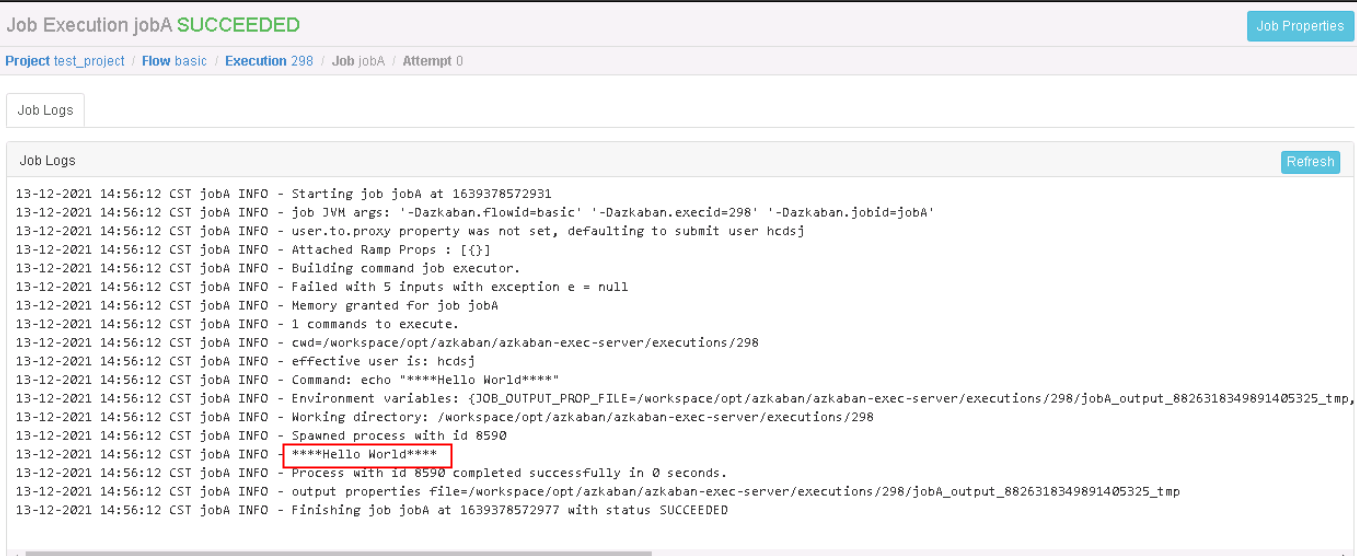 Job Execution jobA SUCCEEDED
Job Properties
Project test_project / Flow basic / Execution 298 / Job jobA / Attempt 0
Job Logs
Job Logs
Refresh
13-12-2021 14:56:12 CST jobA INFO - Starting job jobA at 1639378572931
13-12-2021 14:56:12 CST jobA INFO - job JVM args: '-Dazkaban.flowid=basic' '-Dazkaban.execid=298' '-Dazkaban.jobid=jobA'
13-12-2021 14:56:12 CST jobA INFO - user.to.proxy property was not set, defaulting to submit user hcdsj
13-12-2021 14:56:12 CST jobA INFO - Attached Ramp Props : [{}]
13-12-2021 14:56:12 CST jobA INFO - Building command job executor.
13-12-2021 14:56:12 CST jobA INFO - Failed with 5 inputs with exception e = null
13-12-2021 14:56:12 CST jobA INFO - Memory granted for job jobA
13-12-2021 14:56:12 CST jobA INFO - 1 commands to execute.
13-12-2021 14:56:12 CST jobA INFO - cwd=/workspace/opt/azkaban/azkaban-exec-server/executions/298
13-12-2021 14:56:12 CST jobA INFO - effective user is: hcdsj
13-12-2021 14:56:12 CST jobA INFO - Command: echo "****Hello World****"
13-12-2021 14:56:12 CST jobA INFO - Environment variables: {JOB_OUTPUT_PROP_FILE=/workspace/opt/azkaban/azkaban-exec-server/executions/298/jobA_output_8826318349891405325_tmp,
13-12-2021 14:56:12 CST jobA INFO - Working directory: /workspace/opt/azkaban/azkaban-exec-server/executions/298
13-12-2021 14:56:12 CST jobA INFO - Spawned process with id 8590
13-12-2021 14:56:12 CST jobA INFO - ****Hello World****
13-12-2021 14:56:12 CST jobA INFO - Process with id 8590 completed successfully in 0 seconds.
13-12-2021 14:56:12 CST jobA INFO - output properties file=/workspace/opt/azkaban/azkaban-exec-server/executions/298/jobA_output_8826318349891405325_tmp
13-12-2021 14:56:12 CST jobA INFO - Finishing job jobA at 1639378572977 with status SUCCEEDED